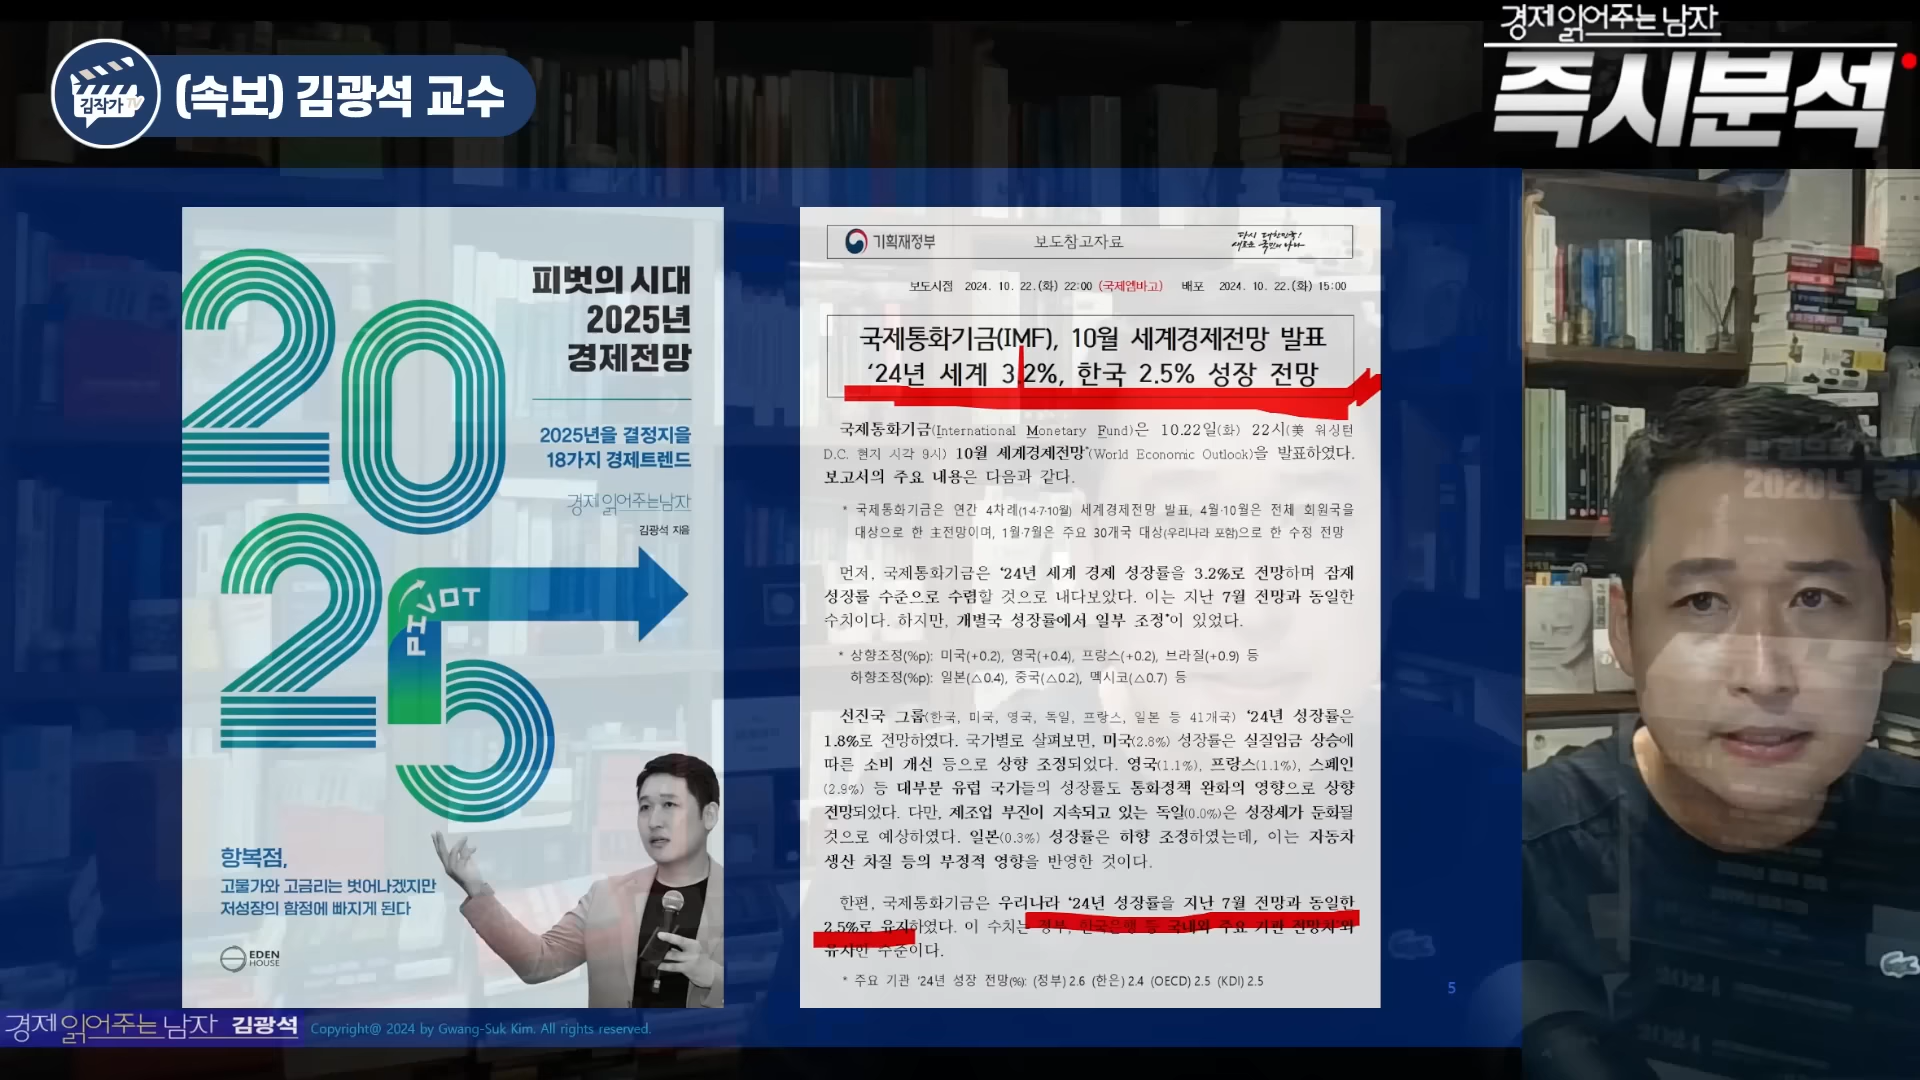 김작가 TV
(속보) 김광석 교수
경제 읽어주는 남자
즉시분석
피벗의 시대
2025년
경제전망
2025년을 결정지을
18가지 경제트렌드
경제 읽어주는남자
김광석 지음
2025
PIVOT
항복점,
고물가와 고금리는 벗어나겠지만
저성장의 함정에 빠지게 된다
EDEN
HOUSE
기획재정부
보도참고자료
다시 대한민국!
새로운 국민의 나라
보도시점 2024. 10. 22.(화) 22:00 (국제엠바고) 배포 2024. 10. 22.(화) 15:00
국제통화기금(IMF), 10월 세계경제전망 발표
‘24년 세계 3.2%, 한국 2.5% 성장 전망
국제통화기금(International Monetary Fund)은 10.22일(화) 22시(美 워싱턴
D.C. 현지 시각 9시) 10월 세계경제전망*(World Economic Outlook)을 발표하였다.
보고서의 주요 내용은 다음과 같다.
* 국제통화기금은 연간 4차례(1·4·7·10월) 세계경제전망 발표, 4월·10월은 전체 회원국을
대상으로 한 主전망이며, 1월·7월은 주요 30개국 대상(우리나라 포함)으로 한 수정 전망
먼저, 국제통화기금은 ‘24년 세계 경제 성장률을 3.2%로 전망하며 잠재
성장률 수준으로 수렴할 것으로 내다보았다. 이는 지난 7월 전망과 동일한
수치이다. 하지만, 개별국 성장률에서 일부 조정*이 있었다.
* 상향조정(%p): 미국(+0.2), 영국(+0.4), 프랑스(+0.2), 브라질(+0.9) 등
하향조정(%p): 일본(△0.4), 중국(△0.2), 멕시코(△0.7) 등
선진국 그룹(한국, 미국, 영국, 독일, 프랑스, 일본 등 41개국) ‘24년 성장률은
1.8%로 전망하였다. 국가별로 살펴보면, 미국(2.8%) 성장률은 실질임금 상승에
따른 소비 개선 등으로 상향 조정되었다. 영국(1.1%), 프랑스(1.1%), 스페인
(2.9%) 등 대부분 유럽 국가들의 성장률도 통화정책 완화의 영향으로 상향
전망되었다. 다만, 제조업 부진이 지속되고 있는 독일(0.0%)은 성장세가 둔화될
것으로 예상하였다. 일본(0.3%) 성장률은 하향 조정하였는데, 이는 자동차
생산 차질 등의 부정적 영향을 반영한 것이다.
한편, 국제통화기금은 우리나라 ‘24년 성장률을 지난 7월 전망과 동일한
2.5%로 유지하였다. 이 수치는 정부, 한국은행 등 국내외 주요 기관 전망치*와
유사한 수준이다.
* 주요 기관 ‘24년 성장 전망(%): (정부) 2.6 (한은) 2.4 (OECD) 2.5 (KDI) 2.5
5
경제 읽어주는 남자 김광석 Copyright@ 2024 by Gwang-Suk Kim. All rights reserved.